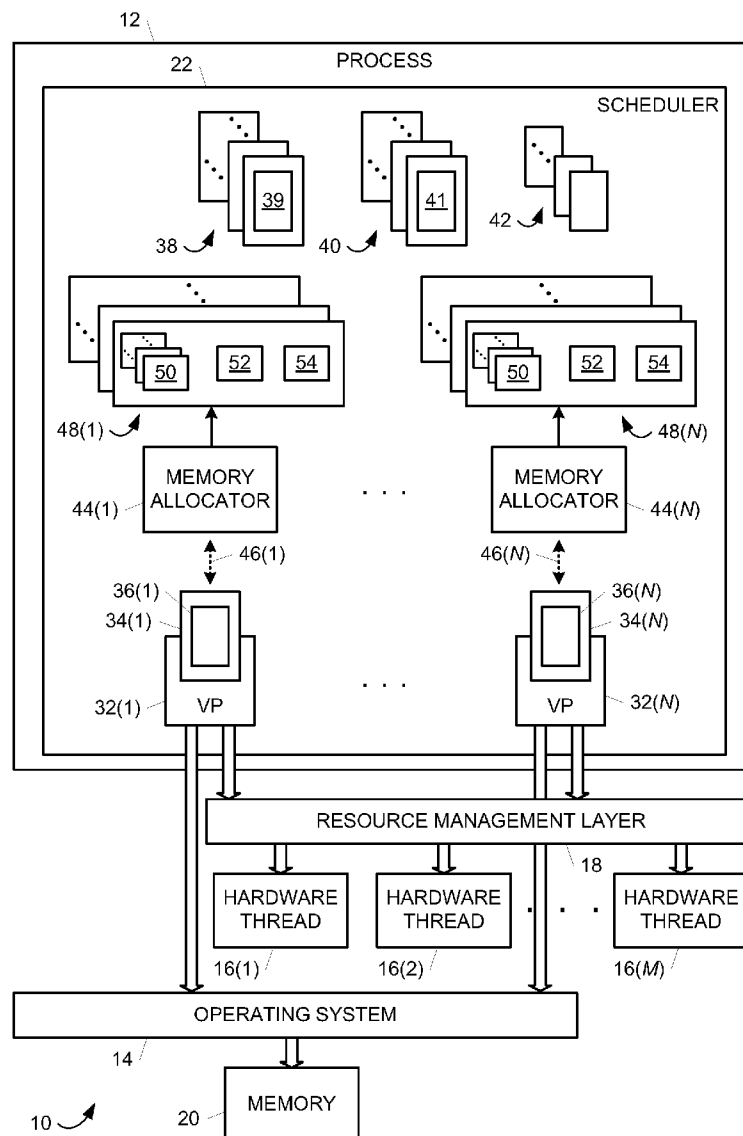 12
PROCESS
22
SCHEDULER
39
41
38
40
42
50 52 54
50 52 54
48(1)
48(N)
MEMORY
ALLOCATOR
44(1)
. . .
MEMORY
ALLOCATOR
44(N)
46(1)
46(N)
36(1)
36(N)
34(1)
34(N)
. . .
32(1)
VP
VP
32(N)
RESOURCE MANAGEMENT LAYER
18
HARDWARE
THREAD
HARDWARE
THREAD
. . .
HARDWARE
THREAD
16(1)
16(2)
16(M)
OPERATING SYSTEM
14
MEMORY
20
10